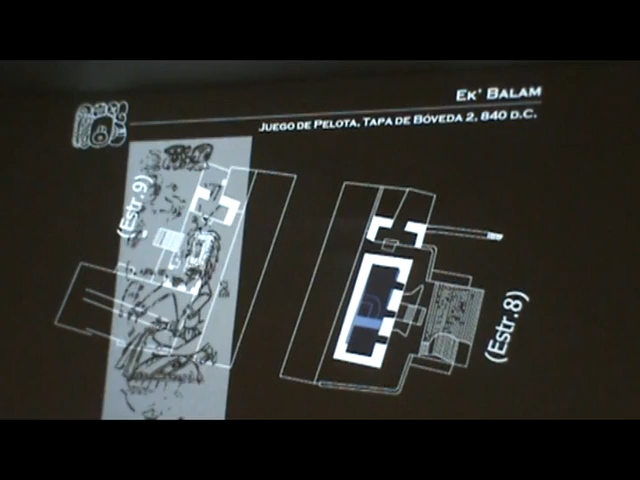 EK' BALAM
JUEGO DE PELOTA, TAPA DE BÓVEDA 2, 840 D.C.
(Estr.9)
(Estr.8)